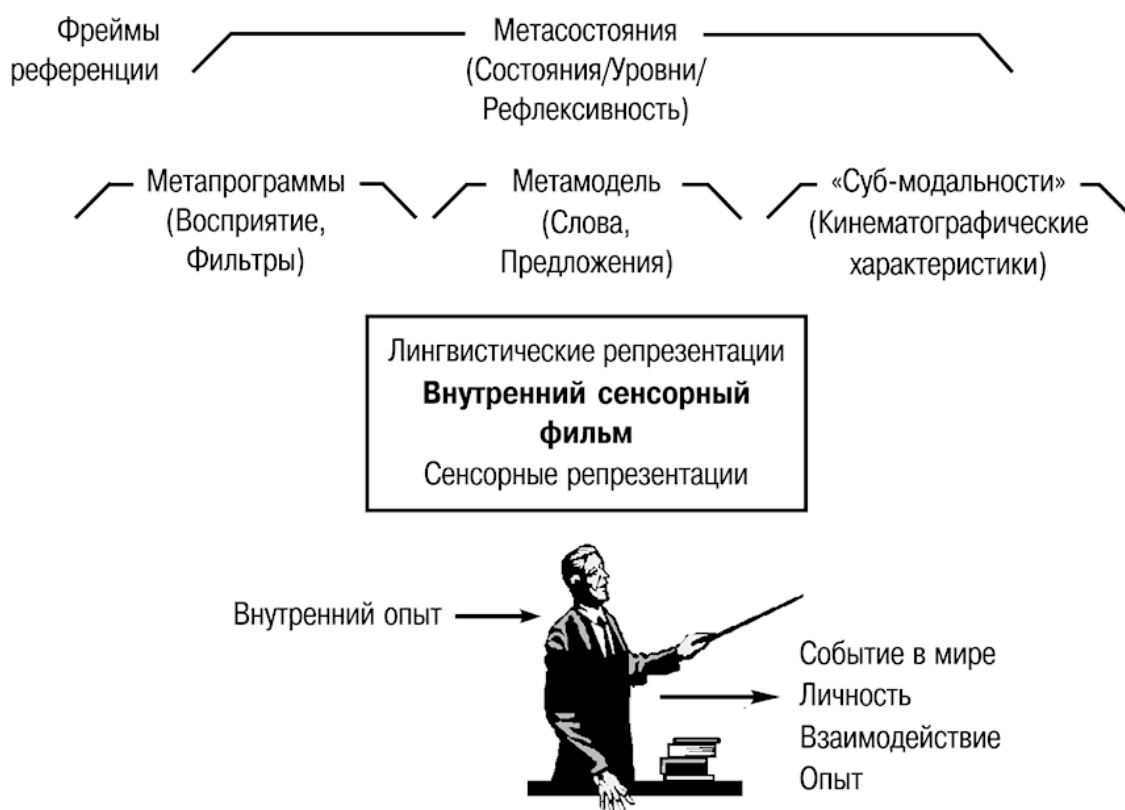 Фреймы
референции
Метасостояния
(Состояния/Уровни/
Рефлексивность)
Метапрограммы
(Восприятие,
Фильтры)
Метамодель
(Слова,
Предложения)
«Суб-модальности»
(Кинематографические
характеристики)
Лингвистические репрезентации
Внутренний сенсорный
фильм
Сенсорные репрезентации
Внутренний опыт
Событие в мире
Личность
Взаимодействие
Опыт